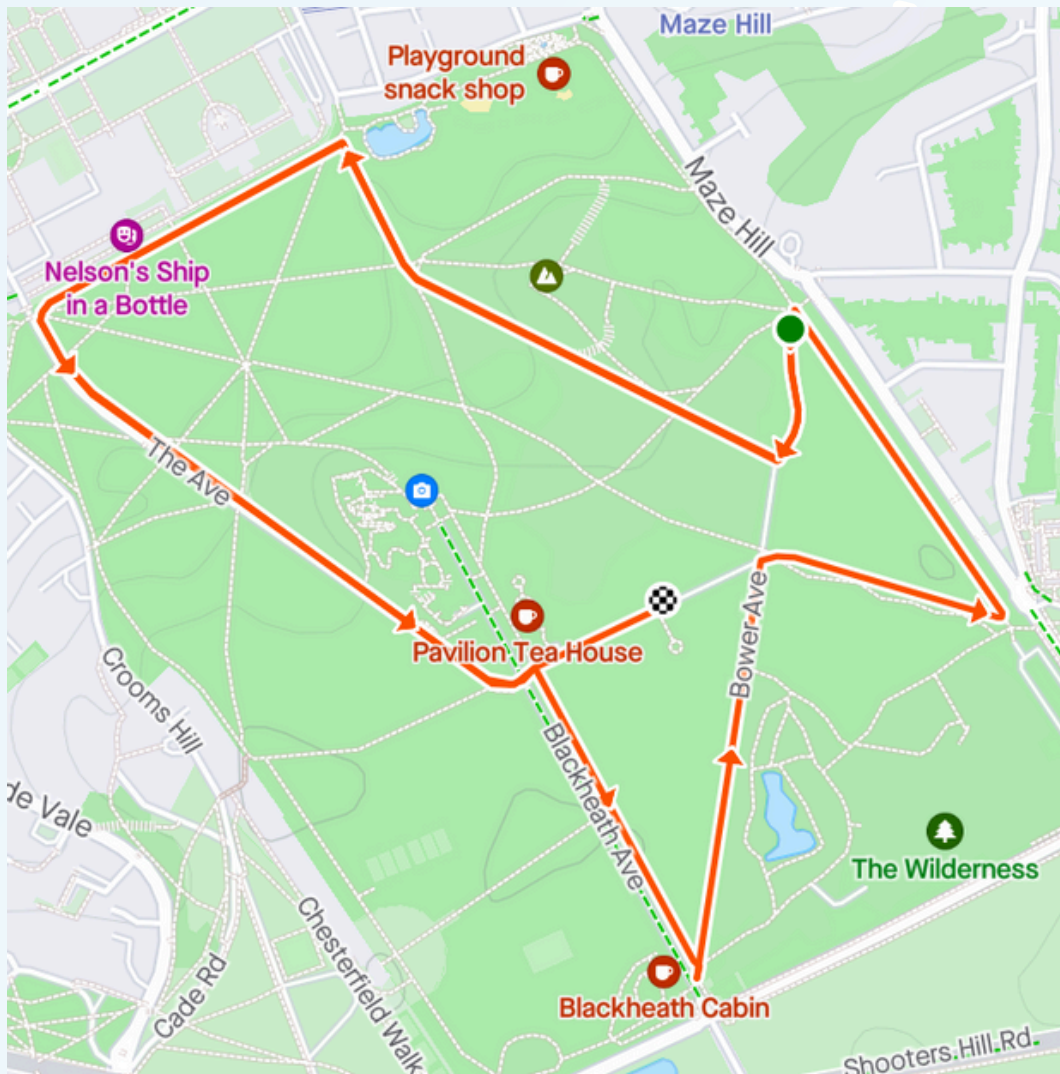 Maze Hill
Playground
snack shop
Maze Hill
Nelson's Ship
in a Bottle
The Ave
Pavilion Tea House
Bower Ave
Crooms Hill
Blackheath Ave
de Vale
The Wilderness
Chesterfield Walk
Cade Rd
Blackheath Cabin
Shooters Hill Rd